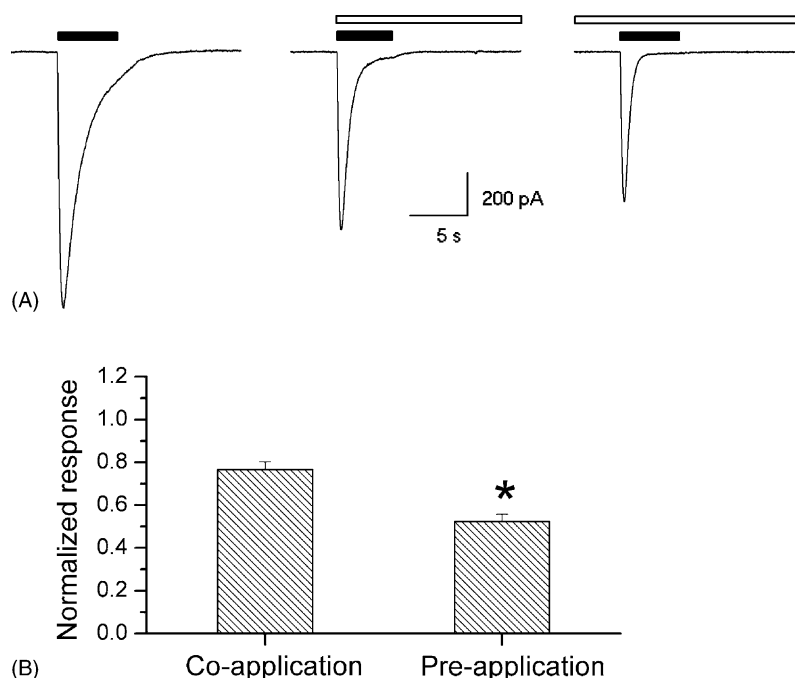 200 pA
5 s
(A)
Normalized response
1.2
1.0
0.8
0.6
0.4
0.2
0.0
*
Co-application
Pre-application
(B)